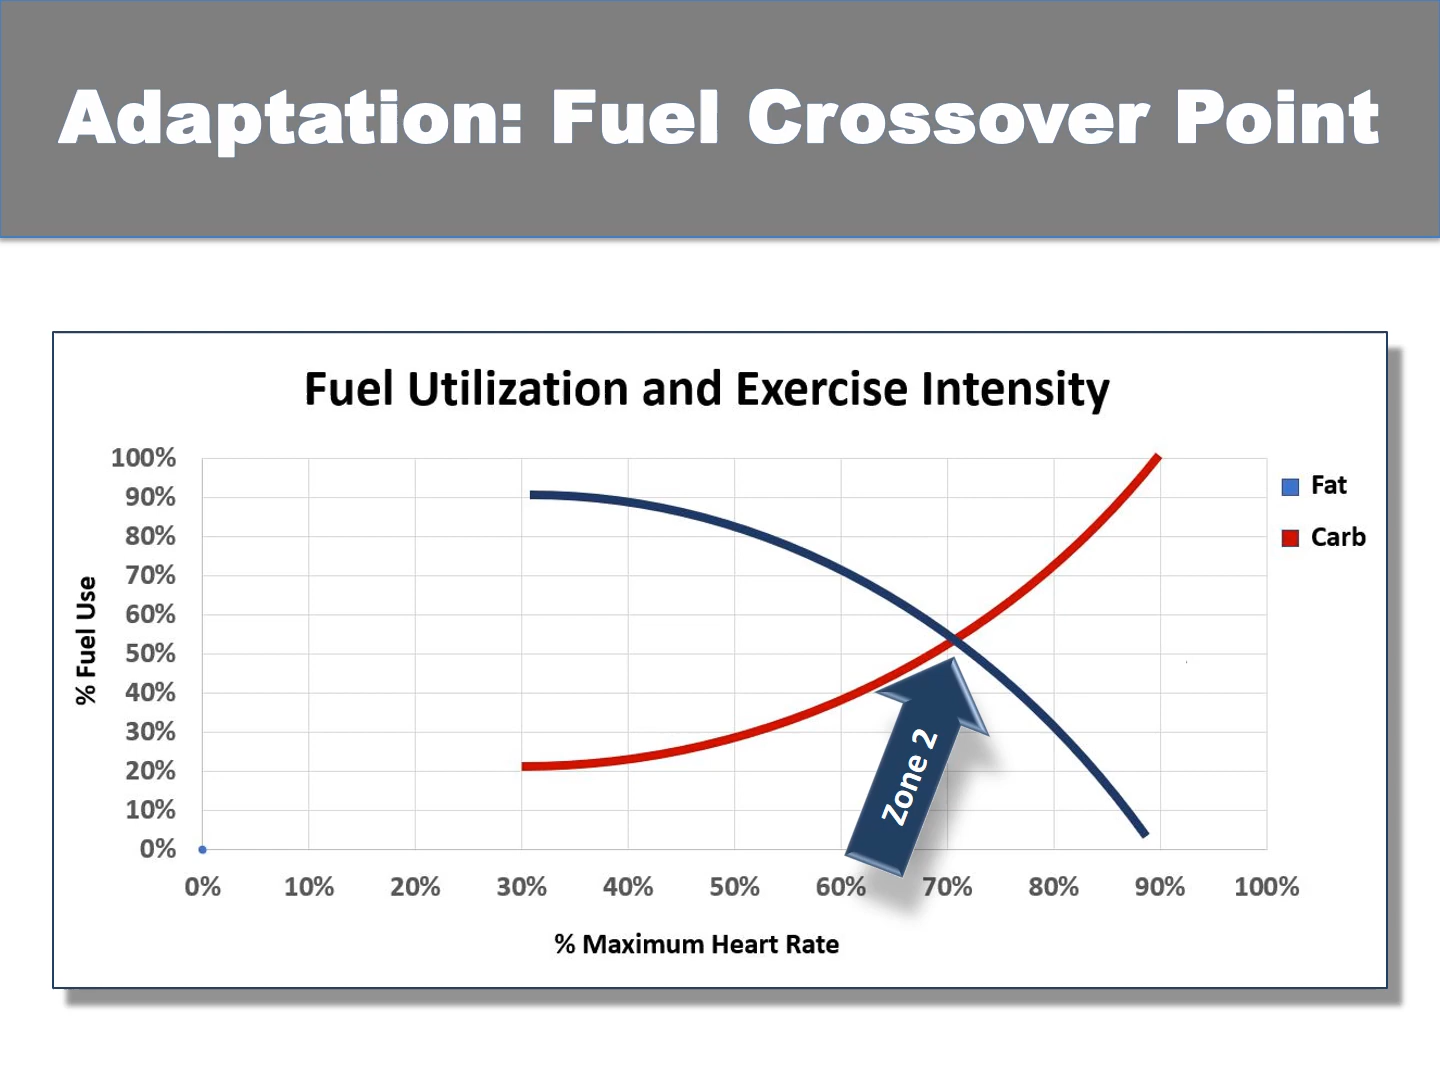 Adaptation: Fuel Crossover Point
Fuel Utilization and Exercise Intensity
100%
90%
80%
70%
60%
50%
40%
30%
20%
10%
0%
% Fuel Use
Fat
Carb
Zone 2
0% 10% 20% 30% 40% 50% 60% 70% 80% 90% 100%
% Maximum Heart Rate